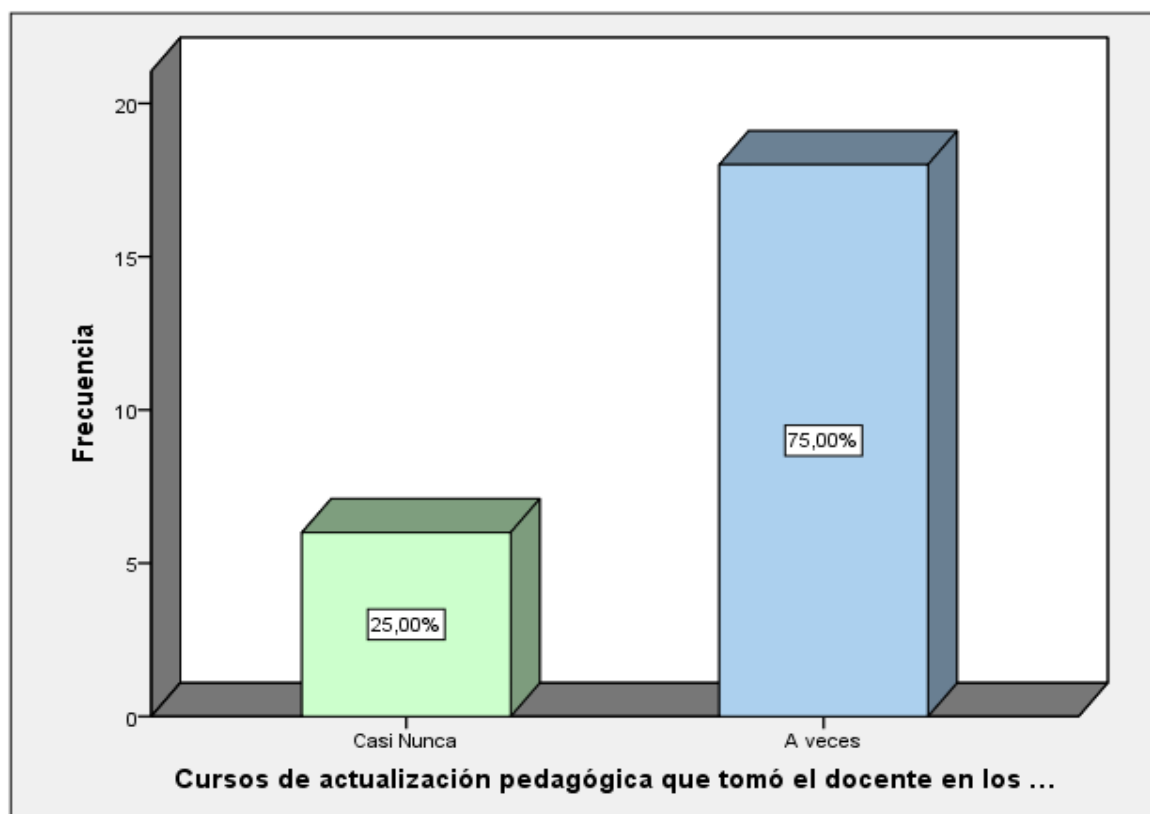 20
15
10
5
0
Frecuencia
25,00%
75,00%
Casi Nunca
A veces
Cursos de actualización pedagógica que tomó el docente en los ...